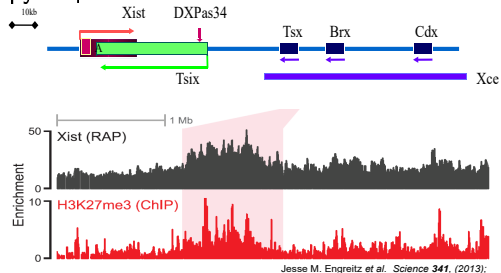 10kb
Xist
DXPas34
A
Tsx
Brx
Cdx
Tsix
Xce
1 Mb
50
Xist (RAP)
0
Enrichment
10
H3K27me3 (ChIP)
0
Jesse M. Engreitz et al. Science 341, (2013);